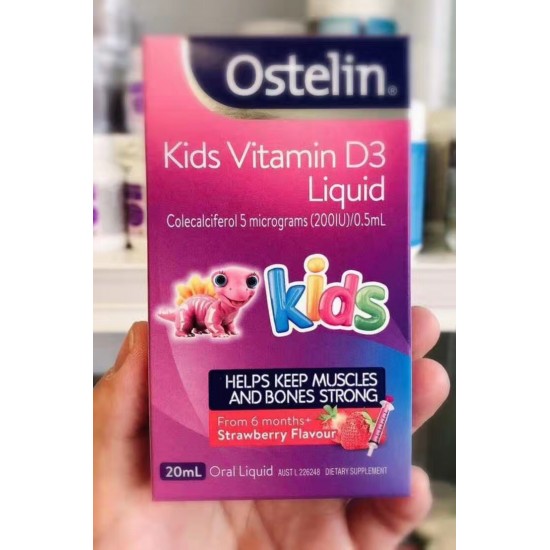 Ostelin®
Kids Vitamin D3
Liquid
Colecalciferol 5 micrograms (200IU)/0.5mL
kids
HELPS KEEP MUSCLES
AND BONES STRONG
From 6 months+
Strawberry Flavour
20mL Oral Liquid AUST L 226248 DIETARY SUPPLEMENT